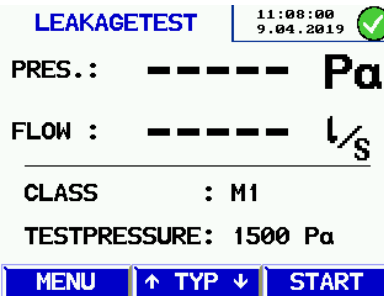 LEAKAGETEST
11:08:00
9.04.2019
PRES.: ----- Pa
FLOW : ----- l/s
CLASS : M1
TESTPRESSURE: 1500 Pa
MENU ↑ TYP ↓ START